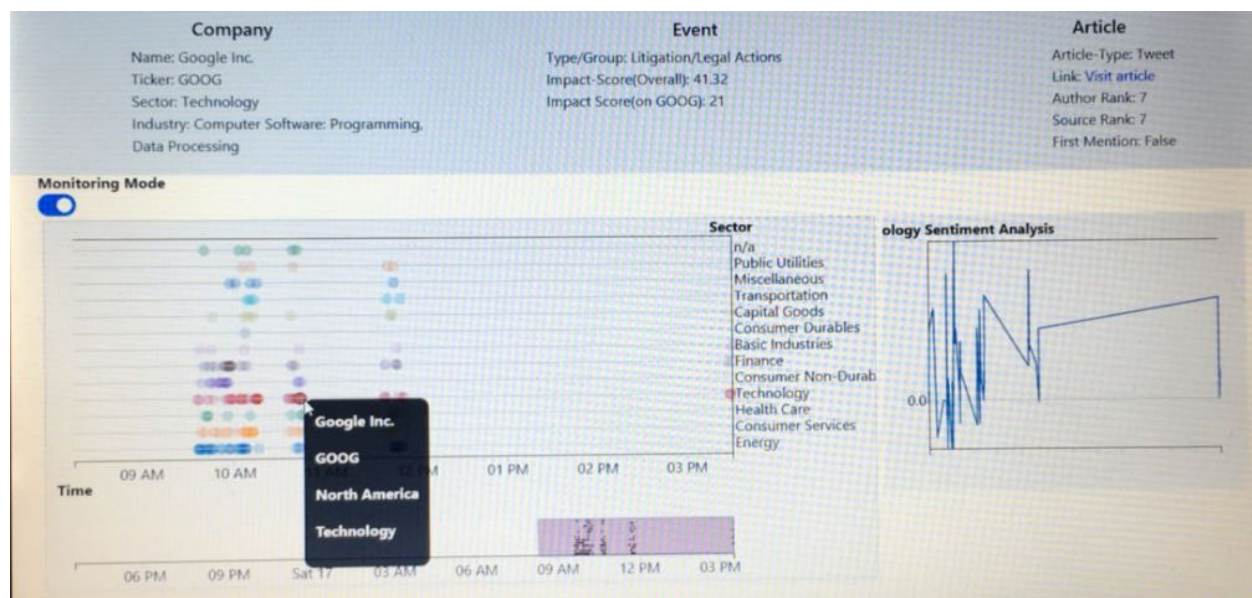 Company
Name: Google Inc.
Ticker: GOOG
Sector: Technology
Industry: Computer Software: Programming,
Data Processing
Event
Type/Group: Litigation/Legal Actions
Impact-Score(Overall): 41.32
Impact Score(on GOOG): 21
Article
Article-Type: Tweet
Link: Visit article
Author Rank: 7
Source Rank: 7
First Mention: False
Monitoring Mode
Sector
n/a
Public Utilities
Miscellaneous
Transportation
Capital Goods
Consumer Durables
Basic Industries
Finance
Consumer Non-Durab
Technology
Health Care
Consumer Services
Energy
Google Inc.
GOOG
North America
Technology
09 AM 10 AM 01 PM 02 PM 03 PM
Time
06 PM 09 PM Sat 17 03 AM 06 AM 09 AM 12 PM 03 PM
ology Sentiment Analysis
0.0